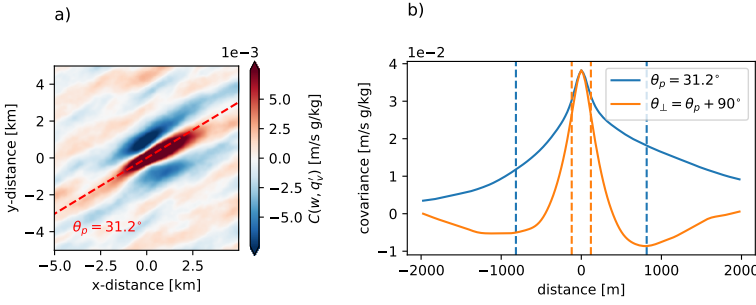 a)
1e−3
4
2
0
−2
−4
y-distance [km]
−5.0 −2.5 0.0 2.5
x-distance [km]
θp = 31.2°
5.0
2.5
0.0
−2.5
−5.0
C(w, q′v) [m/s g/kg]
b)
1e−2
4
3
2
1
0
−1
covariance [m/s g/kg]
−2000 −1000 0 1000 2000
distance [m]
θp = 31.2°
θ⊥ = θp + 90°